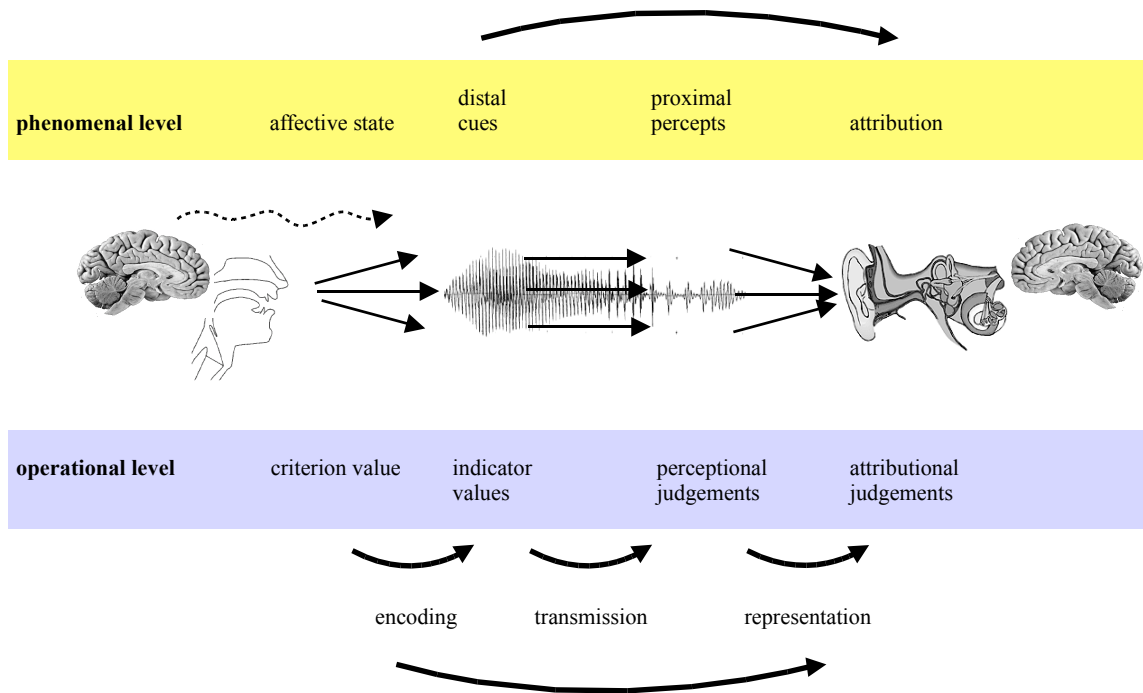 distal proximal
phenomenal level affective state cues percepts attribution
operational level criterion value indicator perceptional attributional
values judgements judgements
encoding transmission representation